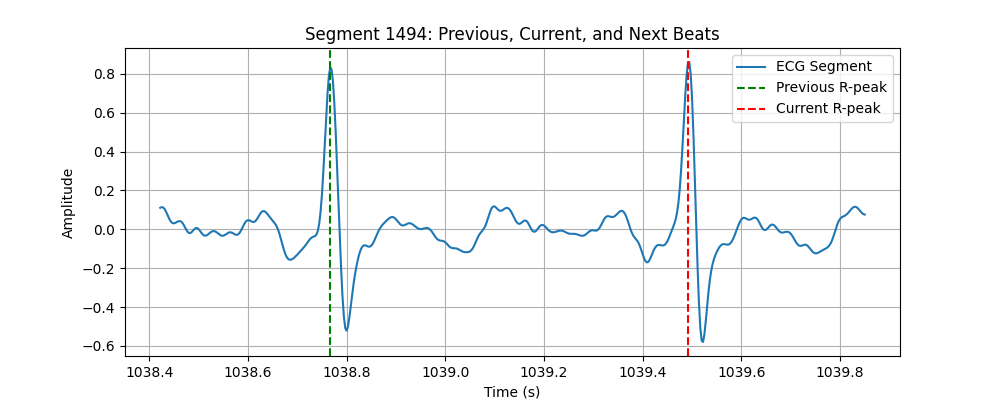 Segment 1494: Previous, Current, and Next Beats
ECG Segment
Previous R-peak
Current R-peak
Amplitude
0.8
0.6
0.4
0.2
0.0
−0.2
−0.4
−0.6
1038.4 1038.6 1038.8 1039.0 1039.2 1039.4 1039.6 1039.8
Time (s)